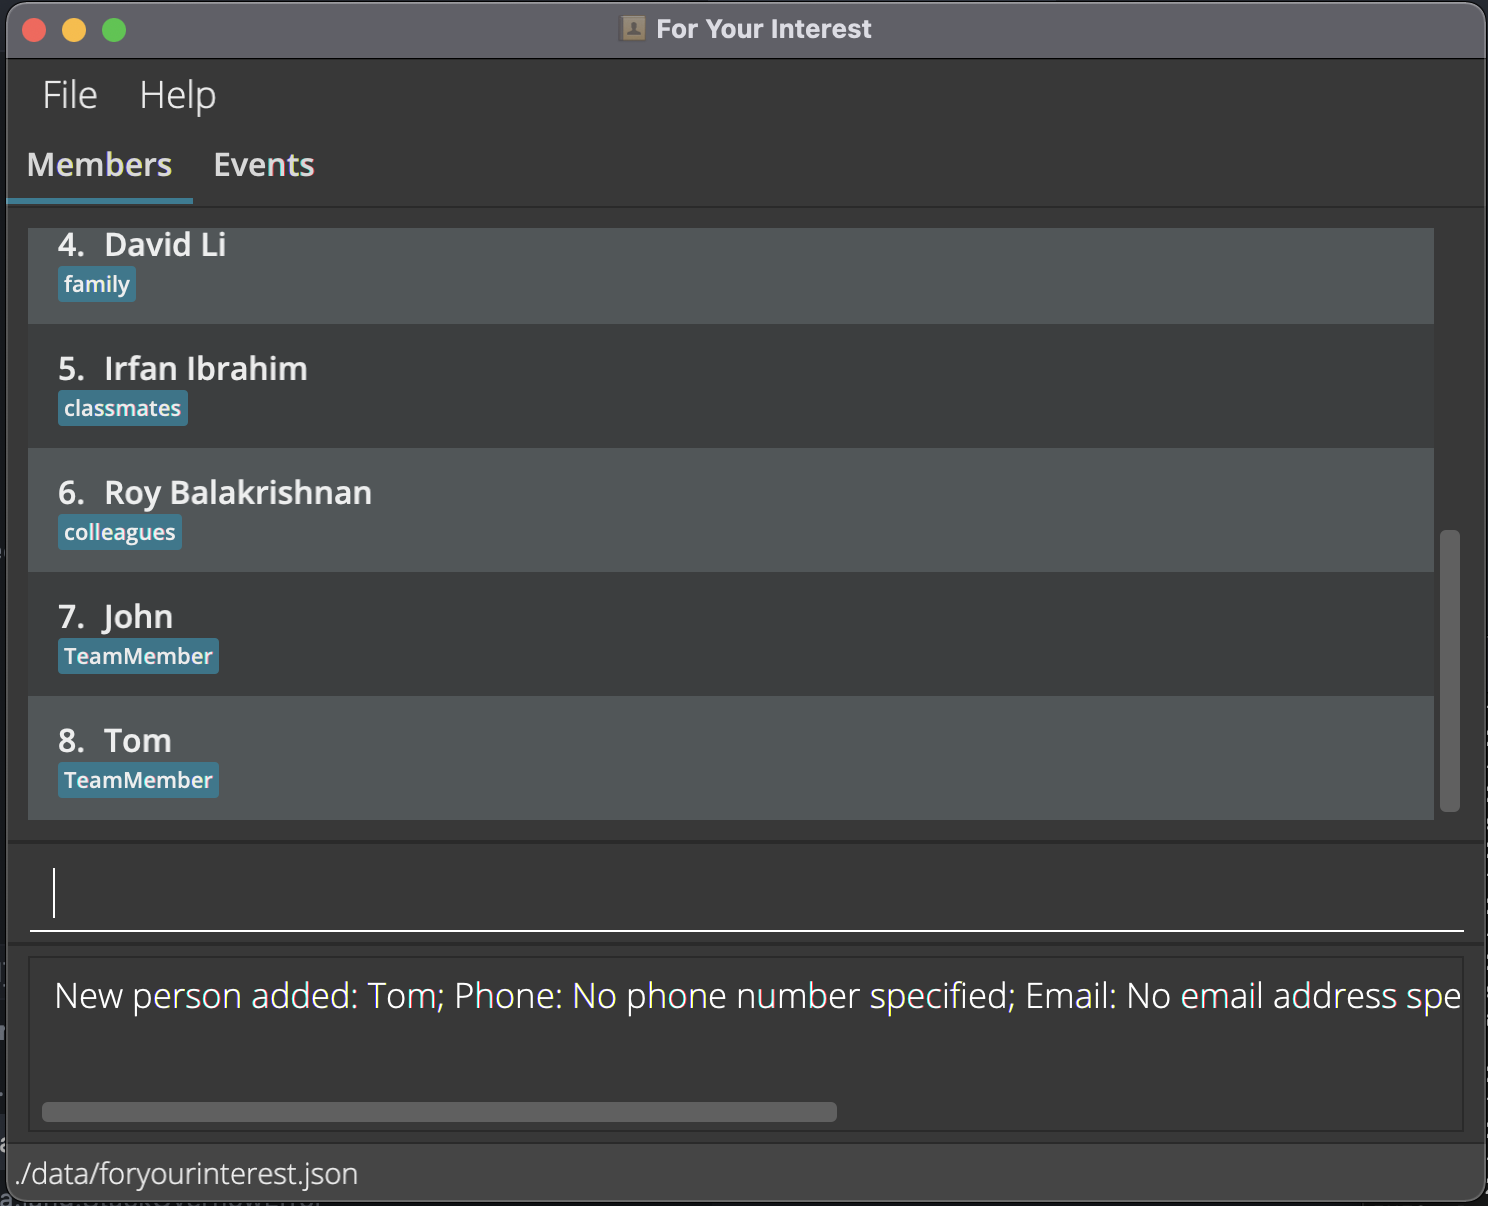 For Your Interest
File Help
Members Events
4. David Li
family
5. Irfan Ibrahim
classmates
6. Roy Balakrishnan
colleagues
7. John
TeamMember
8. Tom
TeamMember
New person added: Tom; Phone: No phone number specified; Email: No email address spe
./data/foryourinterest.json